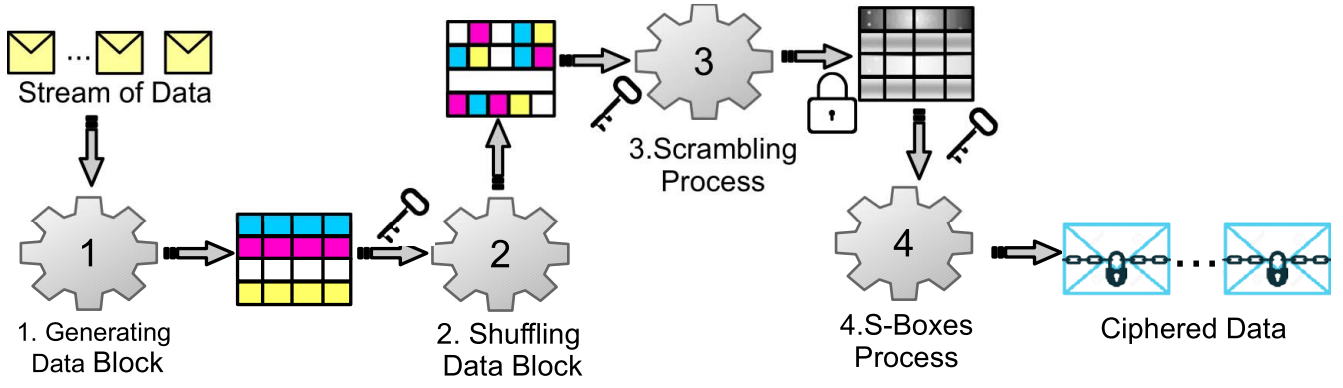 ... 
Stream of Data
1
1. Generating
Data Block
2
2. Shuffling
Data Block
3
3.Scrambling
Process
4
4.S-Boxes
Process
...
Ciphered Data